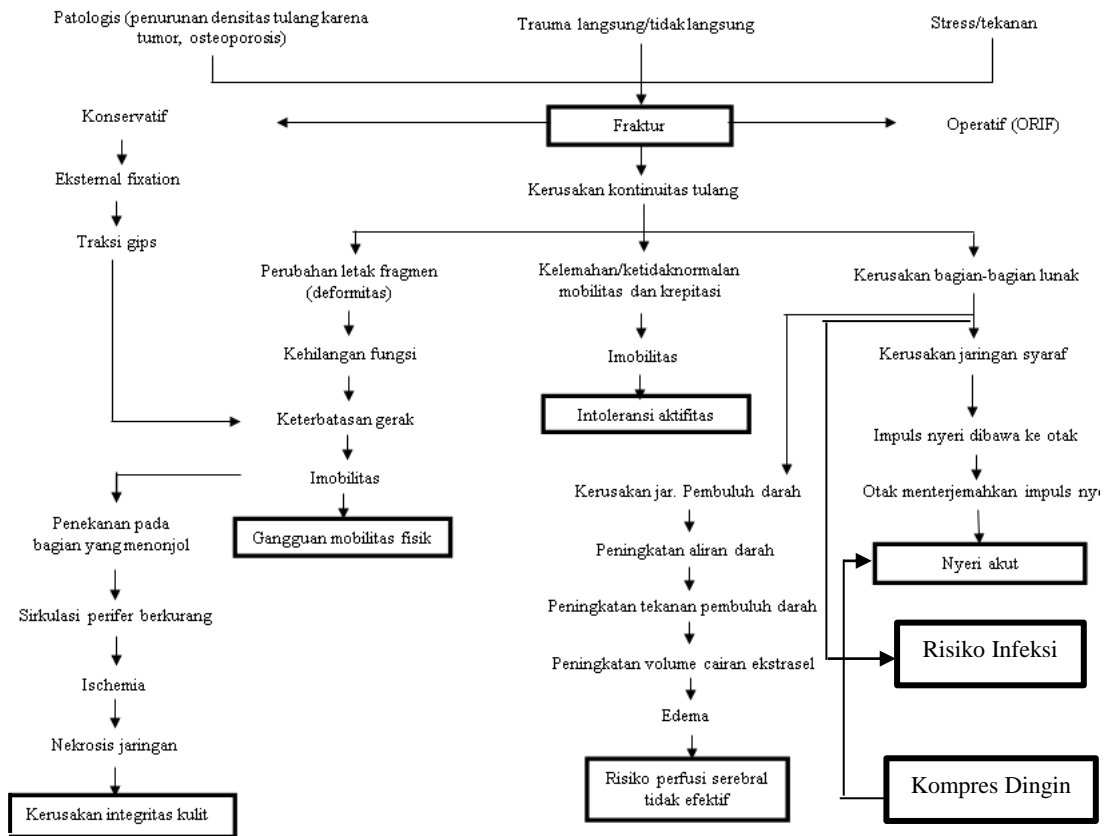 Patologis (penurunan densitas tulang karena
tumor, osteoporosis)
Trauma langsung/tidak langsung
Stress/tekanan
Konservatif
Fraktur
Operatif (ORIF)
Eksternal fixation
Kerusakan kontinuitas tulang
Traksi gips
Perubahan letak fragmen
(deformitas)
Kelemahan/ketidaknormalan
mobilitas dan krepitasi
Kerusakan bagian-bagian lunak
Kehilangan fungsi
Imobilitas
Kerusakan jaringan syaraf
Keterbatasan gerak
Intoleransi aktifitas
Impuls nyeri dibawa ke otak
Imobilitas
Kerusakan jar. Pembuluh darah
Otak menterjemahkan impuls
Penekanan pada
bagian yang menonjol
Gangguan mobilitas fisik
Peningkatan aliran darah
Nyeri akut
Sirkulasi perifer berkurang
Peningkatan tekanan pembuluh darah
Risiko Infeksi
Ischemia
Peningkatan volume cairan ekstrasel
Nekrosis jaringan
Edema
Kerusakan integritas kulit
Risiko perfusi serebral
tidak efektif
Kompres Dingin